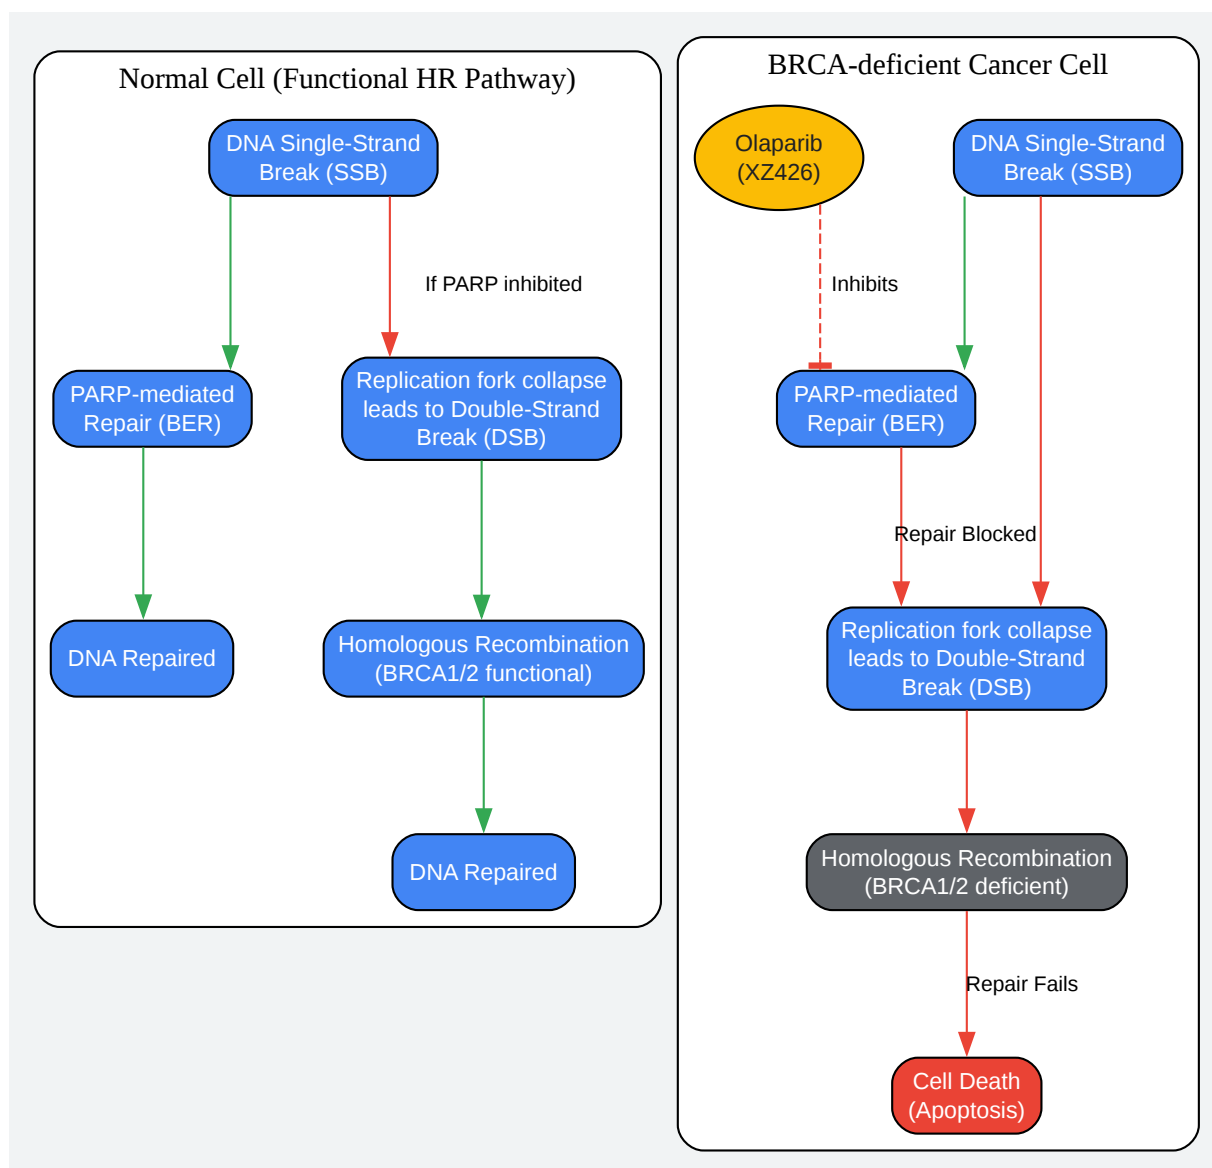 Normal Cell (Functional HR Pathway)
DNA Single-Strand
Break (SSB)
If PARP inhibited
PARP-mediated
Repair (BER)
Replication fork collapse
leads to Double-Strand
Break (DSB)
DNA Repaired
Homologous Recombination
(BRCA1/2 functional)
DNA Repaired
BRCA-deficient Cancer Cell
Olaparib
(XZ426)
DNA Single-Strand
Break (SSB)
Inhibits
PARP-mediated
Repair (BER)
Repair Blocked
Replication fork collapse
leads to Double-Strand
Break (DSB)
Homologous Recombination
(BRCA1/2 deficient)
Repair Fails
Cell Death
(Apoptosis)